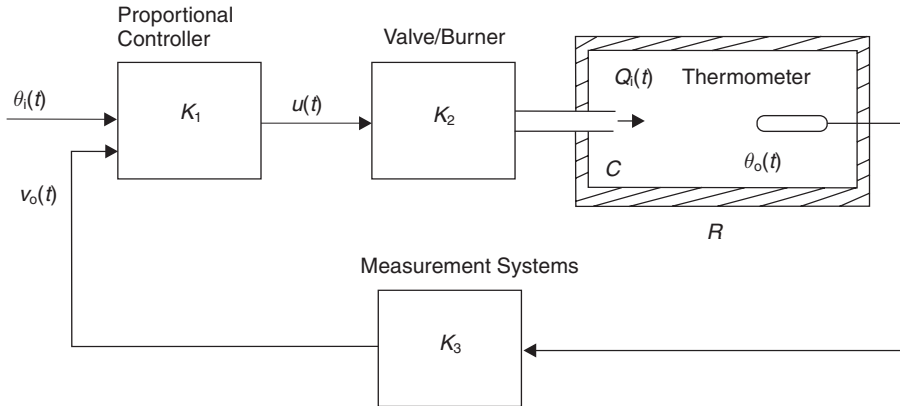 Proportional
Controller
Valve/Burner
θi(t)
K1
u(t)
K2
Qi(t)
Thermometer
θo(t)
C
vo(t)
R
Measurement Systems
K3